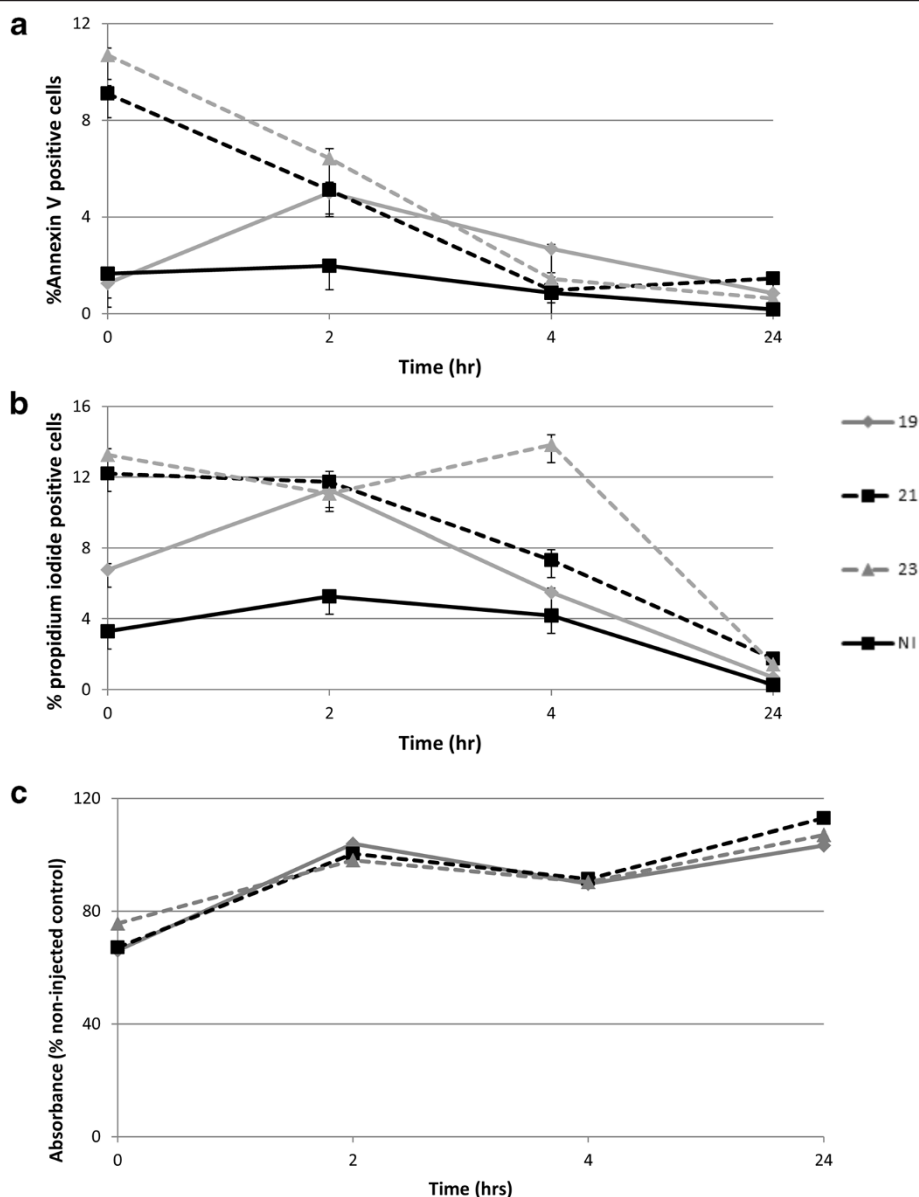 a
12
8
4
0
%Annexin V positive cells
0 2 4 24
Time (hr)
b
16
12
8
4
0
% propidium iodide positive cells
0 2 4 24
Time (hr)
19
21
23
NI
c
120
80
40
0
Absorbance (% non-injected control)
0 2 4 24
Time (hrs)